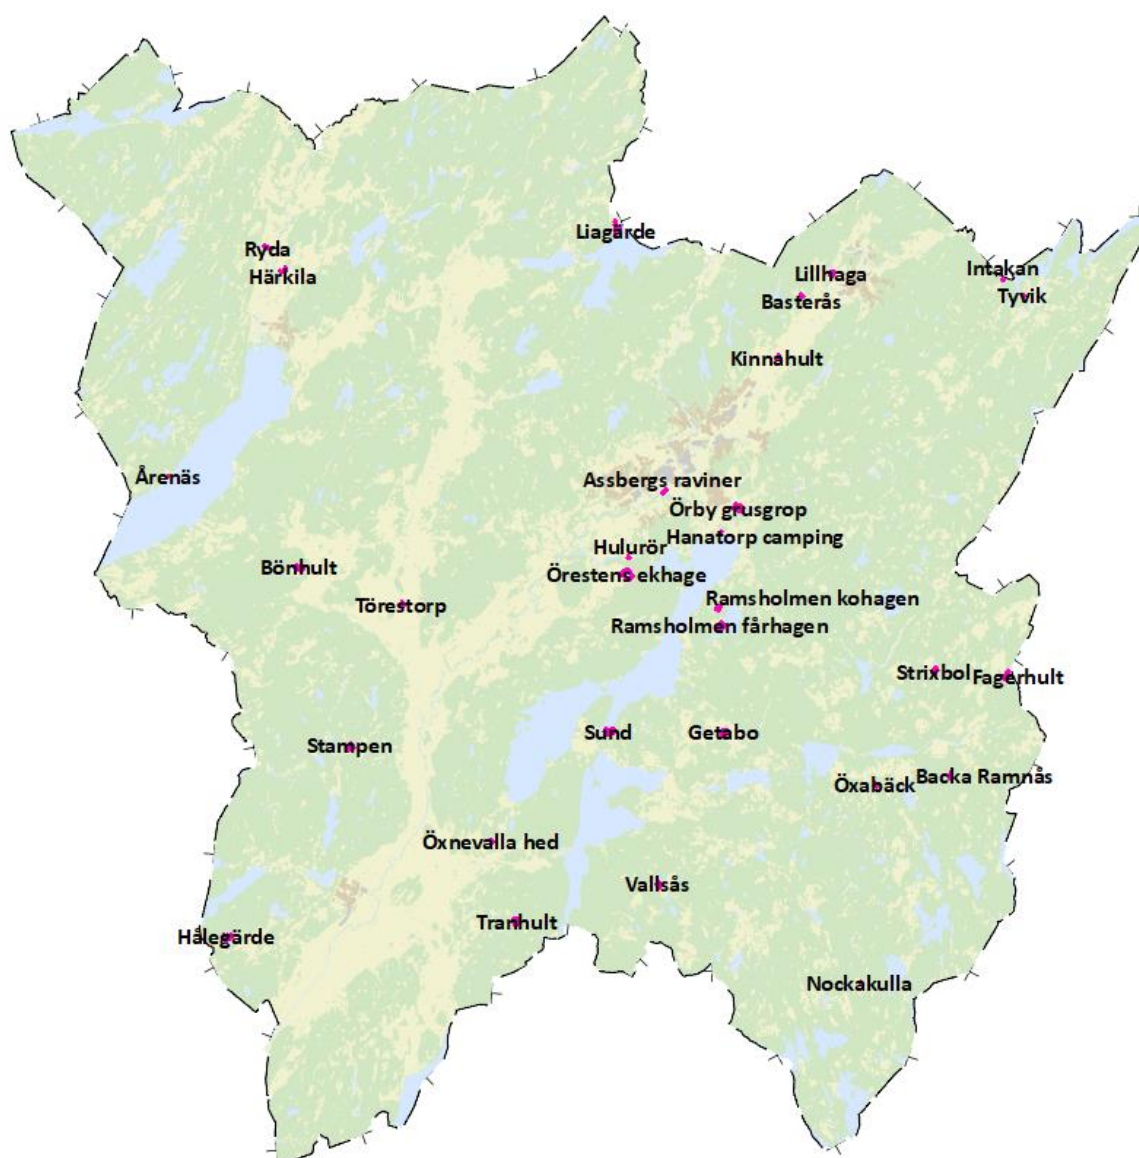 Liagärde
Ryda
Härkila
Lillhaga
Intakan
Basterås
Tyvik
Kinnahult
Årenäs
Assbergs raviner
Örby grusgrop
Hanatorp camping
Hulurör
Bönhult
Örestens ekhage
Törestorp
Ramsholmen kohagen
Ramsholmen fårhagen
Strixbol
Fagerhult
Sund
Getabo
Stampen
Backa Ramnås
Öxabäck
Öxnevalla hed
Vallsås
Tranhult
Hålegärde
Nockakulla